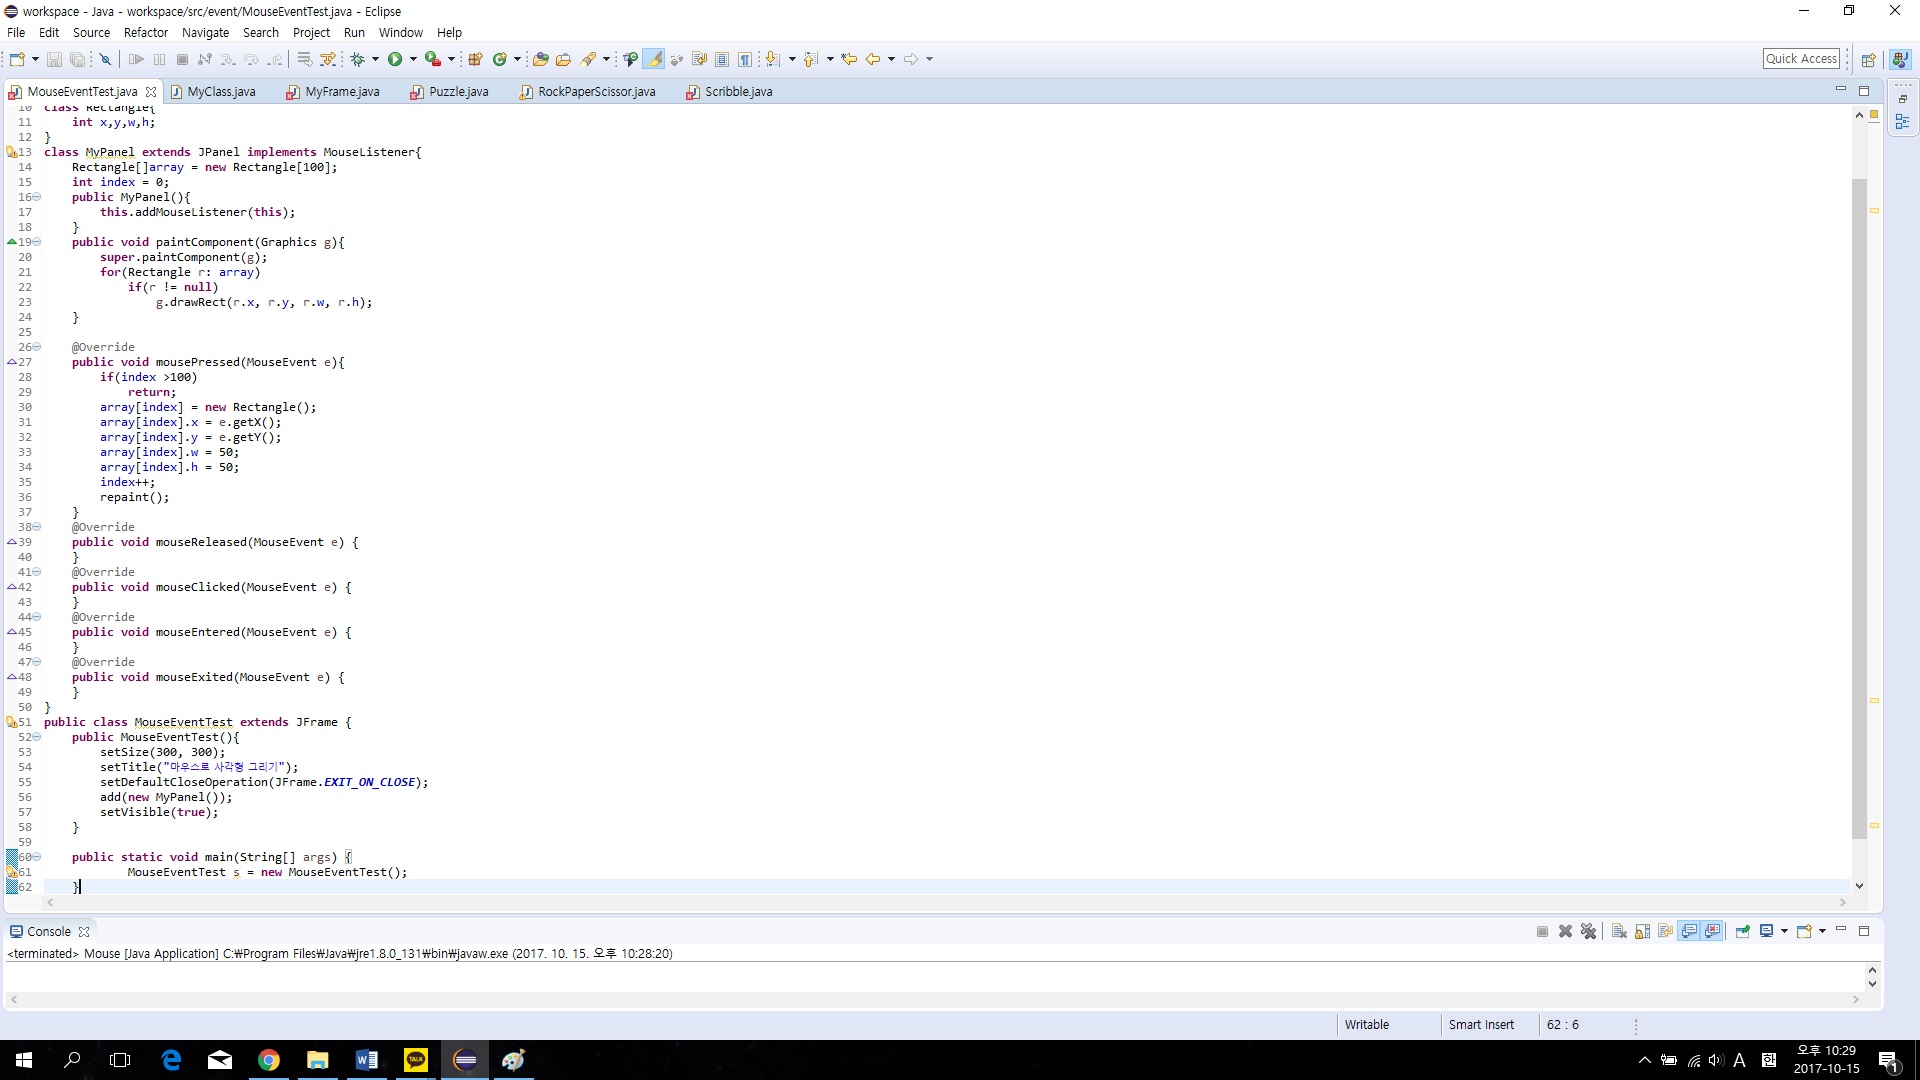 workspace - Java - workspace/src/event/MouseEventTest.java - Eclipse
File Edit Source Refactor Navigate Search Project Run Window Help
Quick Access
MouseEventTest.java MyClass.java MyFrame.java Puzzle.java RockPaperScissor.java Scribble.java
10 class Rectangle{
11 int x,y,w,h;
12 }
13 class MyPanel extends JPanel implements MouseListener{
14 Rectangle[]array = new Rectangle[100];
15 int index = 0;
16 public MyPanel(){
17 this.addMouseListener(this);
18 }
19 public void paintComponent(Graphics g){
20 super.paintComponent(g);
21 for(Rectangle r: array)
22 if(r != null)
23 g.drawRect(r.x, r.y, r.w, r.h);
24 }
25
26 @Override
27 public void mousePressed(MouseEvent e){
28 if(index >100)
29 return;
30 array[index] = new Rectangle();
31 array[index].x = e.getX();
32 array[index].y = e.getY();
33 array[index].w = 50;
34 array[index].h = 50;
35 index++;
36 repaint();
37 }
38 @Override
39 public void mouseReleased(MouseEvent e) {
40 }
41 @Override
42 public void mouseClicked(MouseEvent e) {
43 }
44 @Override
45 public void mouseEntered(MouseEvent e) {
46 }
47 @Override
48 public void mouseExited(MouseEvent e) {
49 }
50 }
51 public class MouseEventTest extends JFrame {
52 public MouseEventTest(){
53 setSize(300, 300);
54 setTitle("마우스로 사각형 그리기");
55 setDefaultCloseOperation(JFrame.EXIT_ON_CLOSE);
56 add(new MyPanel());
57 setVisible(true);
58 }
59
60 public static void main(String[] args) {
61 MouseEventTest s = new MouseEventTest();
62 }
Console
<terminated> Mouse [Java Application] C:₩Program Files₩Java₩jre1.8.0_131₩bin₩javaw.exe (2017. 10. 15. 오후 10:28:20)
Writable Smart Insert 62 : 6
TALK A 한 오후 10:29
2017-10-15 1